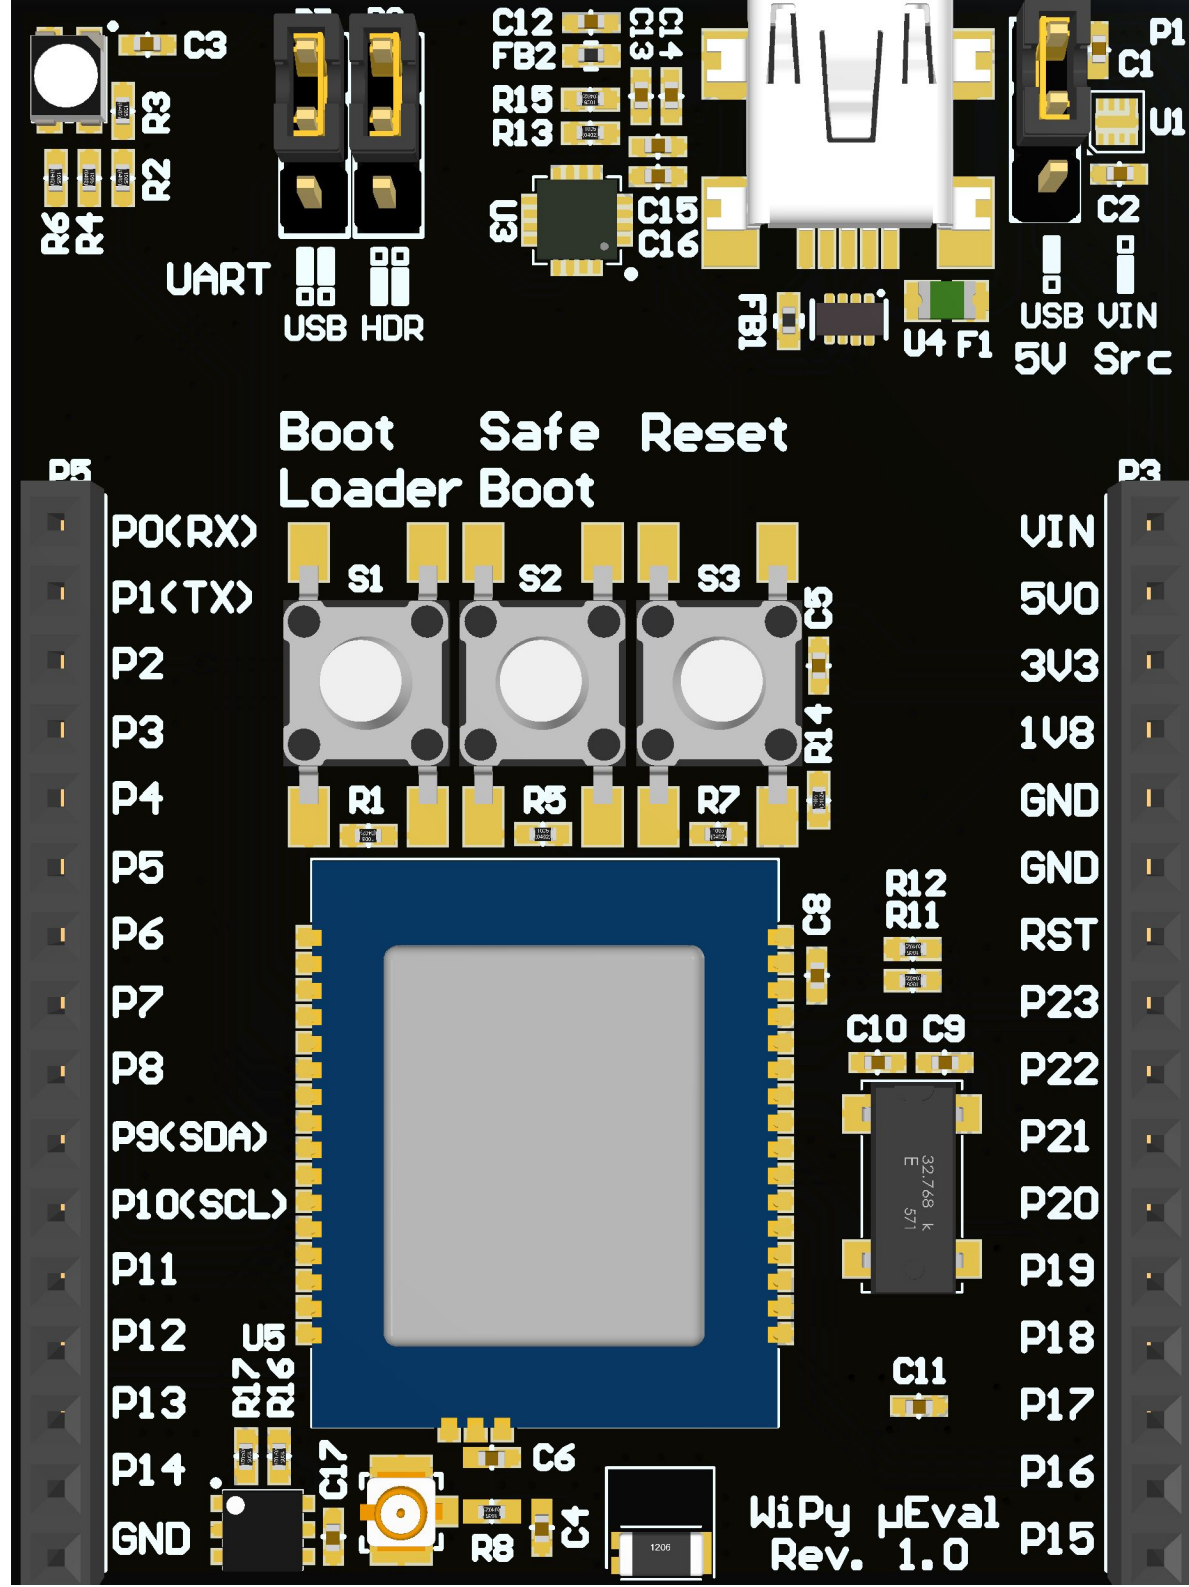 C3
R3
R2
R6
R4
C12
FB2
R15
R13
C13
C14
U3
C15
C16
P1
C1
U1
C2
UART
USB HDR
FB1
U4 F1
USB VIN
5V Src
Boot Loader
Safe Boot
Reset
P5
P3
P0(RX)
P1(TX)
P2
P3
P4
P5
P6
P7
P8
P9(SDA)
P10(SCL)
P11
P12
P13
P14
GND
VIN
5V0
3V3
1V8
GND
GND
RST
P23
P22
P21
P20
P19
P18
P17
P16
P15
S1
S2
S3
C5
R14
R1
R5
R7
C8
R12
R11
C10 C9
32.768 k
E 571
C11
U5
R17
R16
C17
C6
R8
C4
1206
WiPy µEval
Rev. 1.0